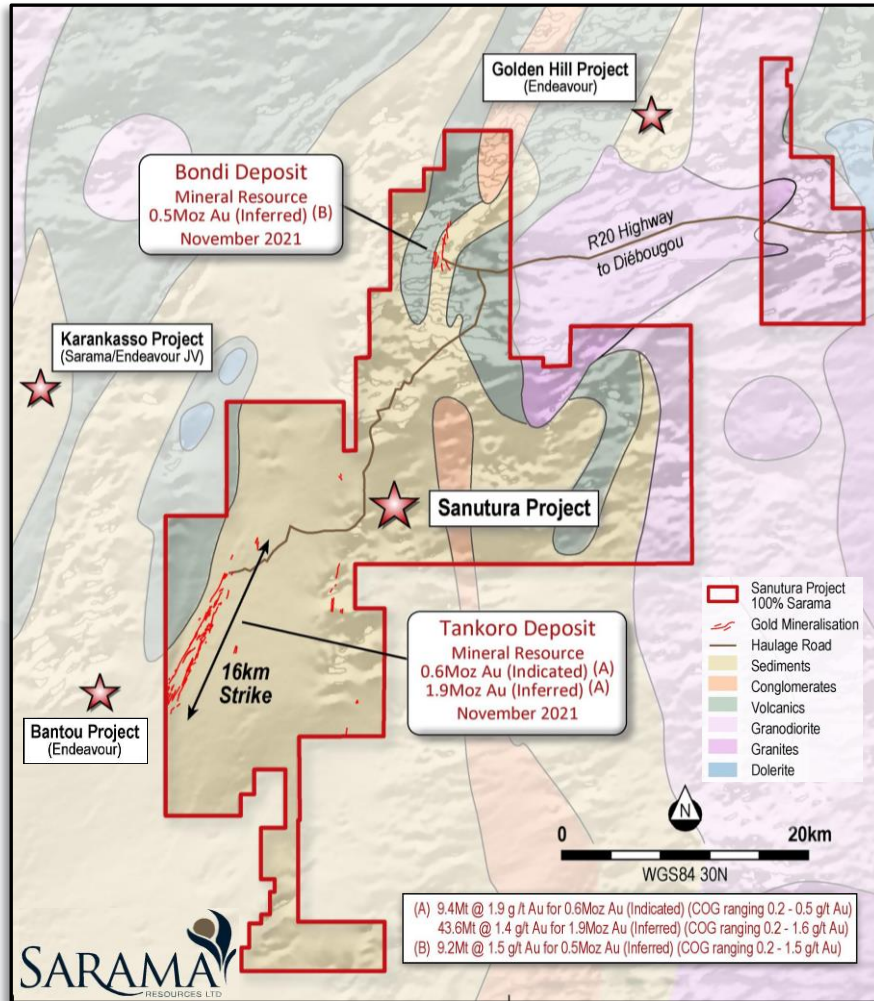 Golden Hill Project
(Endeavour)
Bondi Deposit
Mineral Resource
0.5Moz Au (Inferred) (B)
November 2021
R20 Highway
to Diébougou
Karankasso Project
(Sarama/Endeavour JV)
Sanutura Project
Tankoro Deposit
Mineral Resource
0.6Moz Au (Indicated) (A)
1.9Moz Au (Inferred) (A)
November 2021
16km
Strike
Bantou Project
(Endeavour)
Sanutura Project
100% Sarama
Gold Mineralisation
Haulage Road
Sediments
Conglomerates
Volcanics
Granodiorite
Granites
Dolerite
N
0 20km
WGS84 30N
(A) 9.4Mt @ 1.9 g/t Au for 0.6Moz Au (Indicated) (COG ranging 0.2 - 0.5 g/t Au)
43.6Mt @ 1.4 g/t Au for 1.9Moz Au (Inferred) (COG ranging 0.2 - 1.6 g/t Au)
(B) 9.2Mt @ 1.5g/t Au for 0.5Moz Au (Inferred) (COG ranging 0.2 - 1.5g/t Au)
SARAMA
RESOURCES LTD